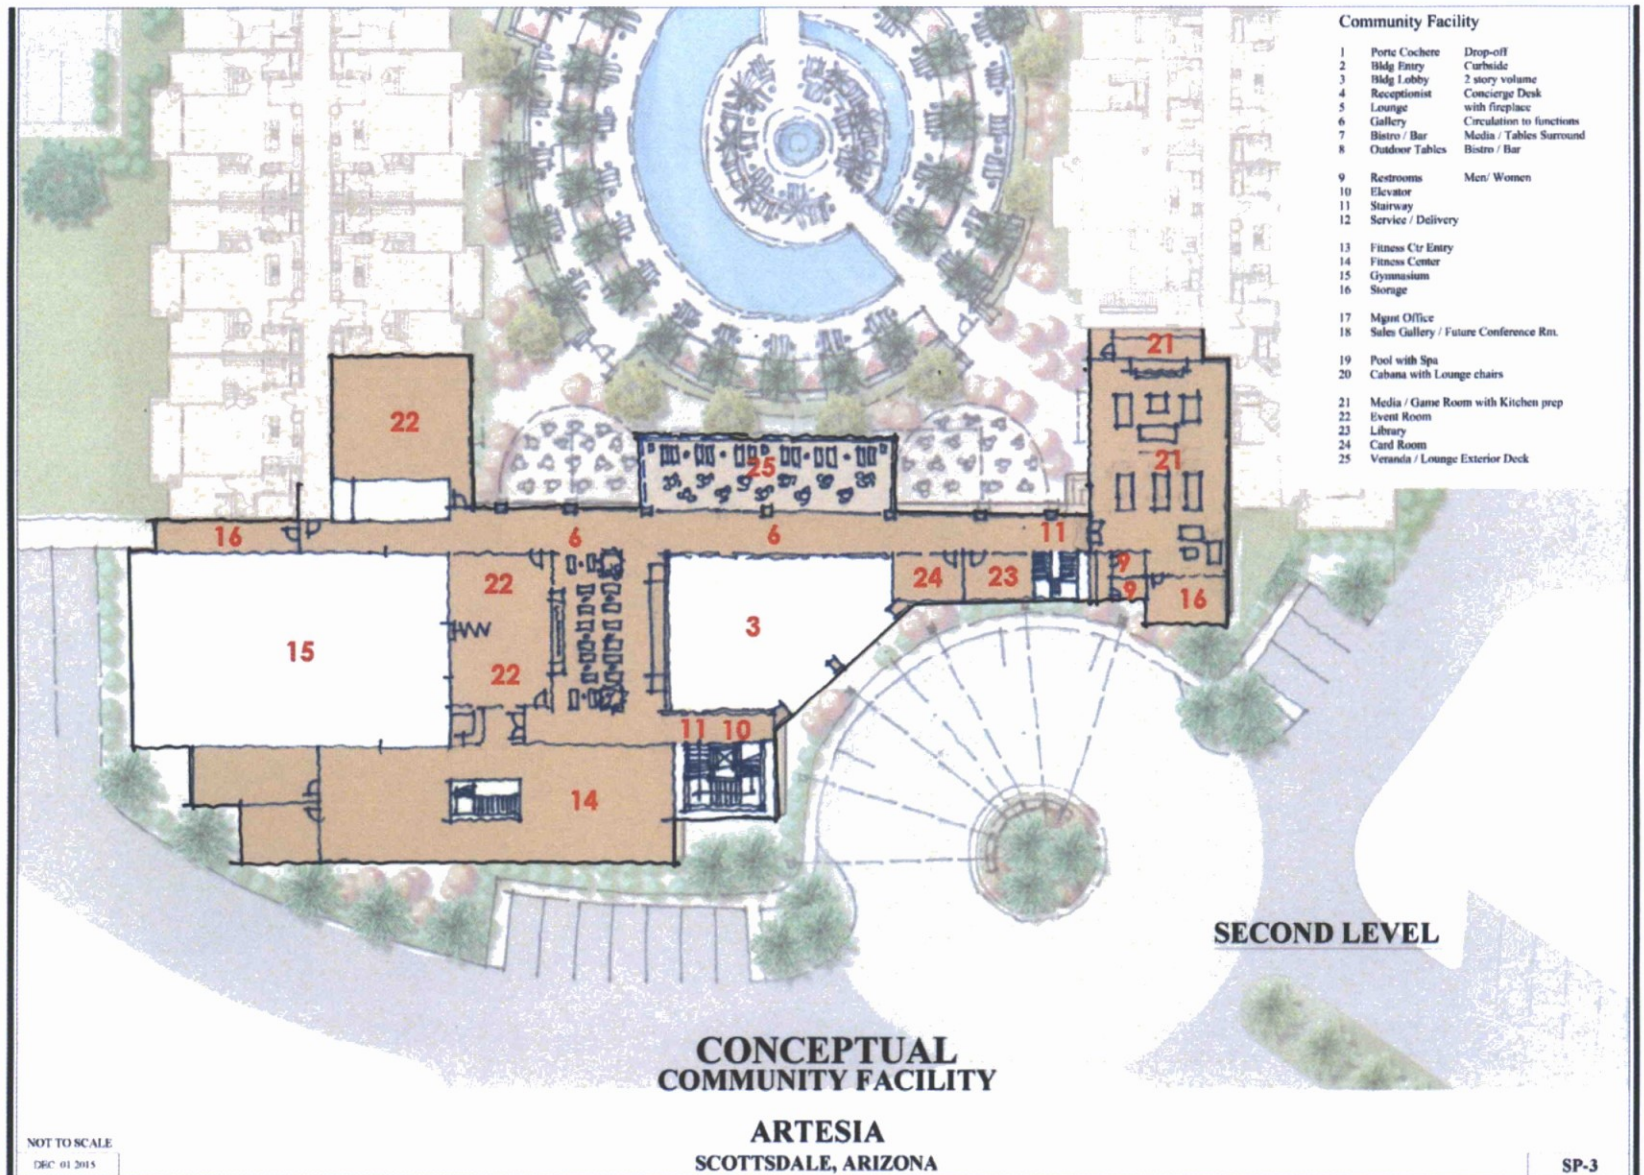 Community Facility
1 Porte Cochere Drop-off
2 Bldg Entry Curbside
3 Bldg Lobby 2 story volume
4 Receptionist Concierge Desk
5 Lounge with fireplace
6 Gallery Circulation to functions
7 Bistro / Bar Media / Tables Surround
8 Outdoor Tables Bistro / Bar
9 Restrooms Men/ Women
10 Elevator
11 Stairway
12 Service / Delivery
13 Fitness Ctr Entry
14 Fitness Center
15 Gymnasium
16 Storage
17 Mgmt Office
18 Sales Gallery / Future Conference Rm.
19 Pool with Spa
20 Cabana with Lounge chairs
21 Media / Game Room with Kitchen prep
22 Event Room
23 Library
24 Card Room
25 Veranda / Lounge Exterior Deck
21
22
25
21
16
6
6
11
22
24
23
9
9
16
15
3
22
11
10
14
SECOND LEVEL
CONCEPTUAL
COMMUNITY FACILITY
ARTESIA
SCOTTSDALE, ARIZONA
NOT TO SCALE
DEC 01 2015
SP-3